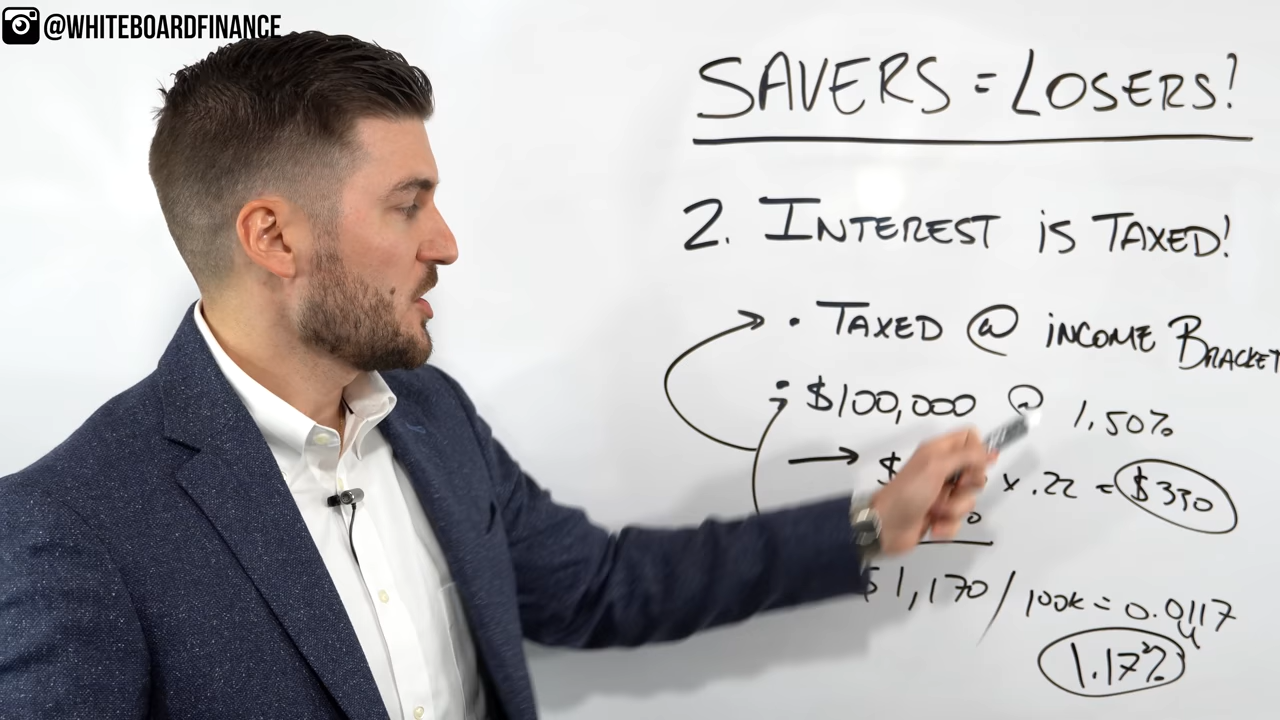 @WHITEBOARDFINANCE
SAVERS = LOSERS?
2. INTEREST iS TAXED!
• TAXED @ iNCOME BRACKET
• $100,000 @ 1.50%
→ $ x .22 = $330
0
$1,170 / 100K = 0.0117
1.17%